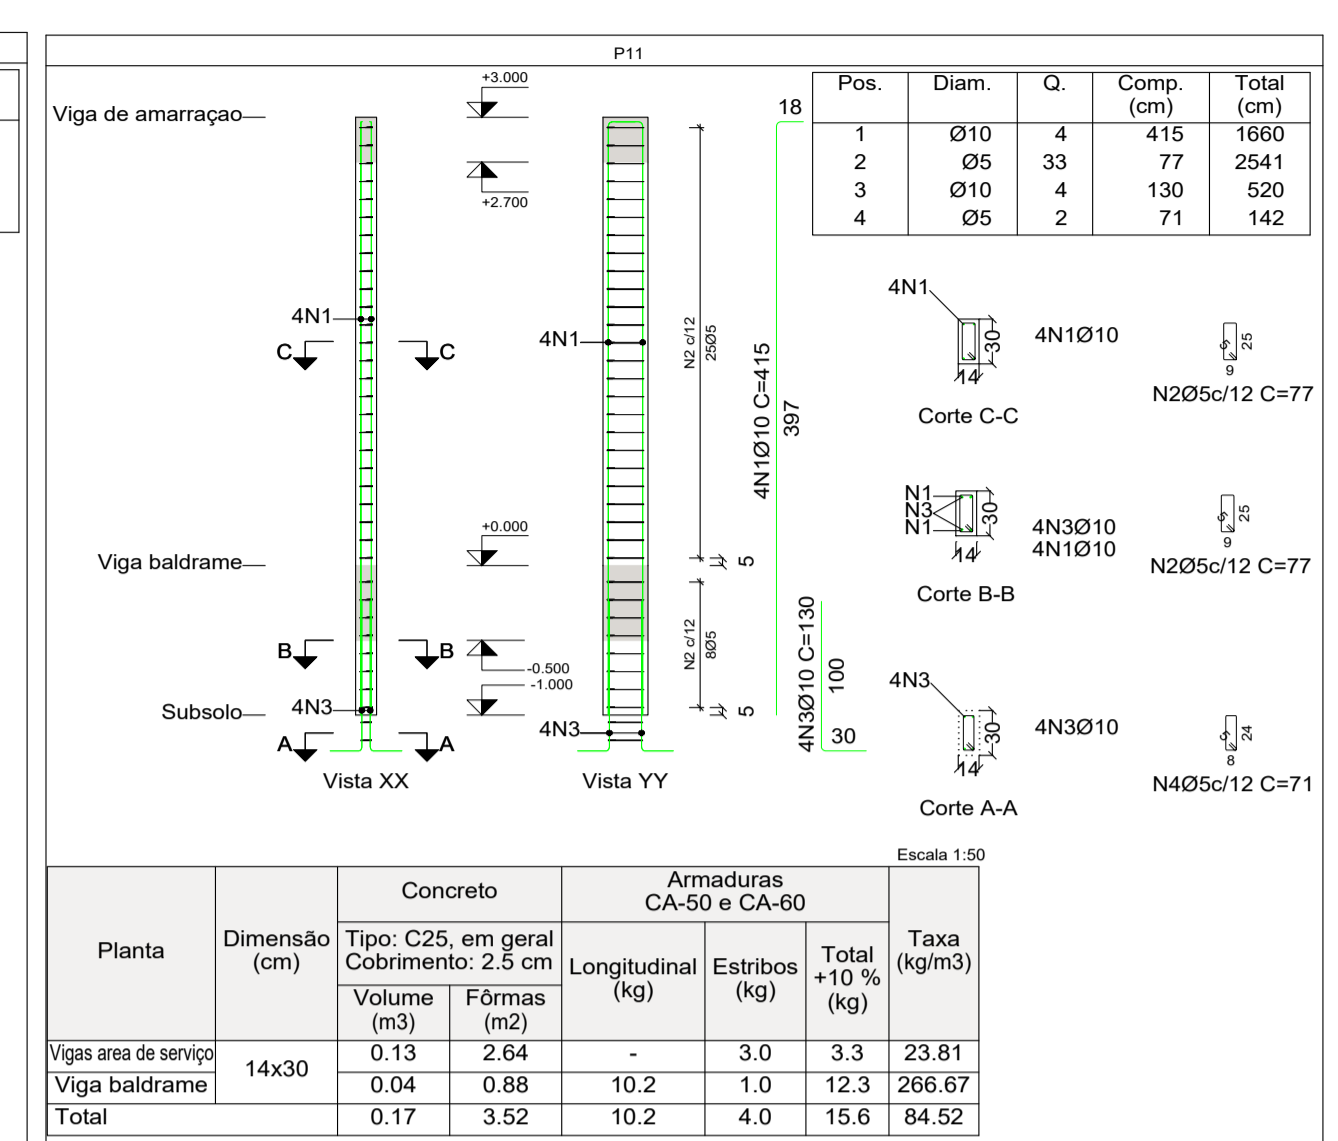 P11
Pos. Diam. Q. Comp. (cm) Total (cm)
1 Ø10 4 415 1660
2 Ø5 33 77 2541
3 Ø10 4 130 520
4 Ø5 2 71 142
Viga de amarraçao
+3.000
+2.700
18
4N1
4N1
C C
N2 c/12
25Ø5
4N1Ø10 C=415
397
4N1
30
14
4N1Ø10
Corte C-C
25
5
9
N2Ø5c/12 C=77
+0.000
Viga baldrame
5
N1
N3
N1
30
14
4N3Ø10
4N1Ø10
Corte B-B
25
5
9
N2Ø5c/12 C=77
B B
-0.500
-1.000
N2 c/12
8Ø5
4N3Ø10 C=130
100
30
Subsolo
4N3
4N3
5
A A
Vista XX
Vista YY
4N3
30
14
4N3Ø10
Corte A-A
24
5
8
N4Ø5c/12 C=71
Escala 1:50
Planta
Dimensão
(cm)
Concreto
Tipo: C25, em geral
Cobrimento: 2.5 cm
Volume
(m3)
Fôrmas
(m2)
Armaduras
CA-50 e CA-60
Longitudinal
(kg)
Estribos
(kg)
Total
+10 %
(kg)
Taxa
(kg/m3)
Vigas area de serviço 0.13 2.64 - 3.0 3.3 23.81
14x30
Viga baldrame 0.04 0.88 10.2 1.0 12.3 266.67
Total 0.17 3.52 10.2 4.0 15.6 84.52